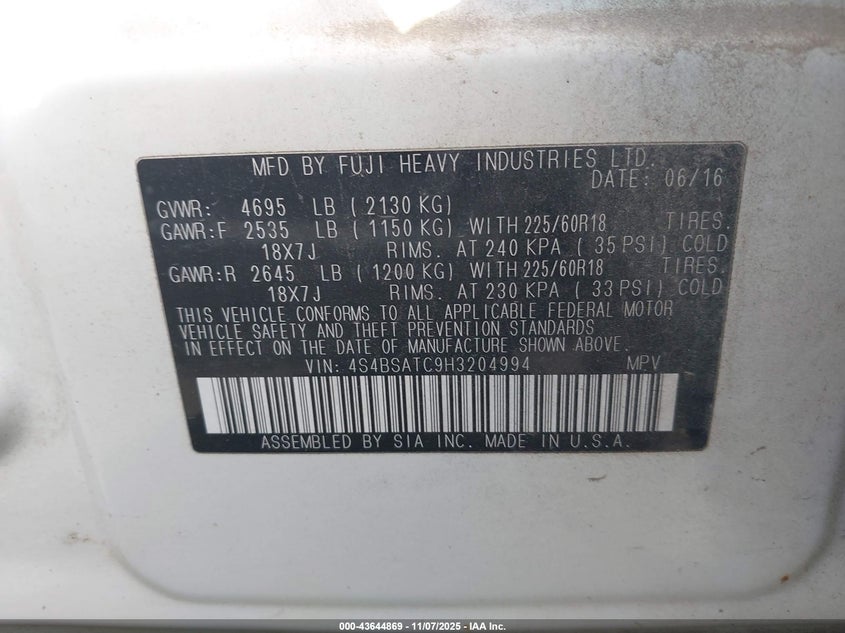 MFD BY FUJI HEAVY INDUSTRIES LTD.
DATE: 06/16
GVWR: 4695 LB ( 2130 KG)
GAWR:F 2535 LB ( 1150 KG) WITH 225/60R18 TIRES.
18X7J RIMS. AT 240 KPA ( 35 PSI) COLD
GAWR:R 2645 LB ( 1200 KG) WITH 225/60R18 TIRES.
18X7J RIMS. AT 230 KPA ( 33 PSI) COLD
THIS VEHICLE CONFORMS TO ALL APPLICABLE FEDERAL MOTOR
VEHICLE SAFETY AND THEFT PREVENTION STANDARDS
IN EFFECT ON THE DATE OF MANUFACTURE SHOWN ABOVE.
VIN: 4S4BSATC9H3204994 MPV
ASSEMBLED BY SIA INC. MADE IN U.S.A.
000-43644869 - 11/07/2025 - IAA Inc.